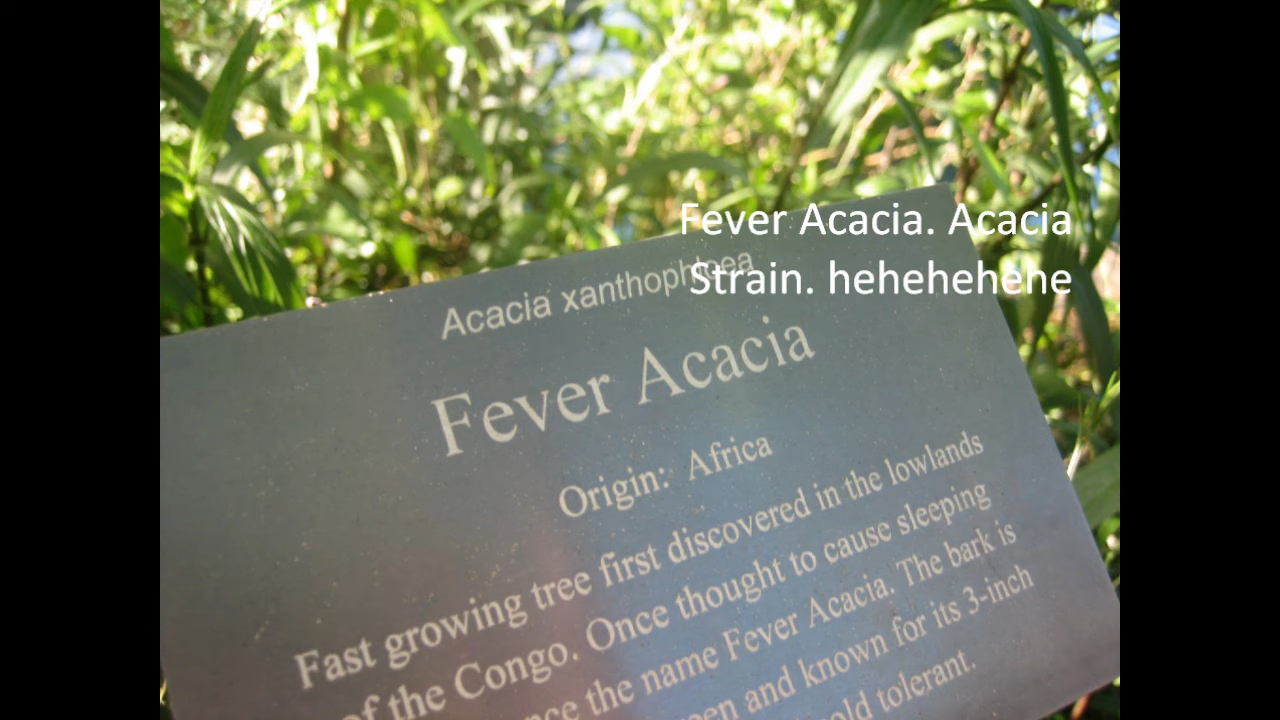 Fever Acacia. Acacia
Strain. hehehehehe
Acacia xanthophloea
Fever Acacia
Origin: Africa
Fast growing tree first discovered in the lowlands
of the Congo. Once thought to cause sleeping
the name Fever Acacia. The bark is
and known for its 3-inch
tolerant.